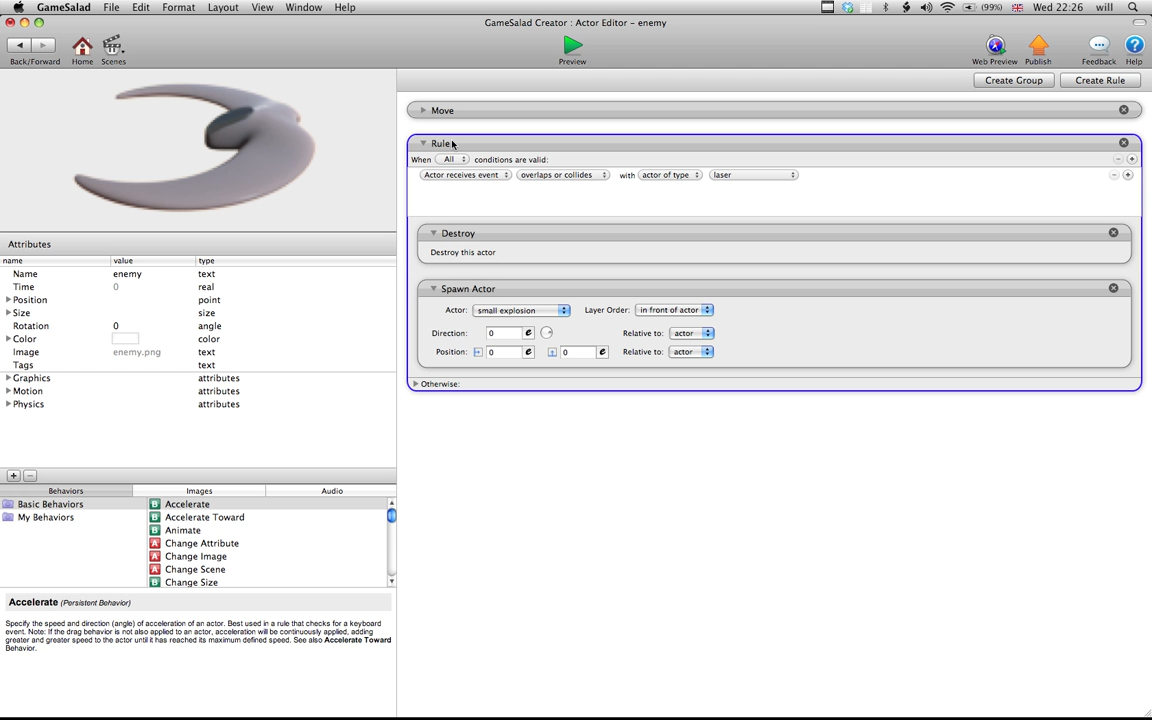 GameSalad File Edit Format Layout View Window Help (99%) Wed 22:26 will
GameSalad Creator : Actor Editor - enemy
Back/Forward Home Scenes Preview Web Preview Publish Feedback Help
Create Group Create Rule
Move
Rule
When All conditions are valid:
Actor receives event overlaps or collides with actor of type laser
Destroy
Destroy this actor
Spawn Actor
Actor: small explosion Layer Order: in front of actor
Direction: 0 e Relative to: actor
Position: 0 e 0 e Relative to: actor
Otherwise:
Attributes
name value type
Name enemy text
Time 0 real
Position point
Size size
Rotation 0 angle
Color color
Image enemy.png text
Tags text
Graphics attributes
Motion attributes
Physics attributes
Behaviors Images Audio
Basic Behaviors
My Behaviors
B Accelerate
B Accelerate Toward
B Animate
A Change Attribute
A Change Image
A Change Scene
B Change Size
Accelerate (Persistent Behavior)
Specify the speed and direction (angle) of acceleration of an actor. Best used in a rule that checks for a keyboard
event. Note: If the drag behavior is not also applied to an actor, acceleration will be continuously applied, adding
greater and greater speed to the actor until it has reached its maximum defined speed. See also Accelerate Toward
Behavior.